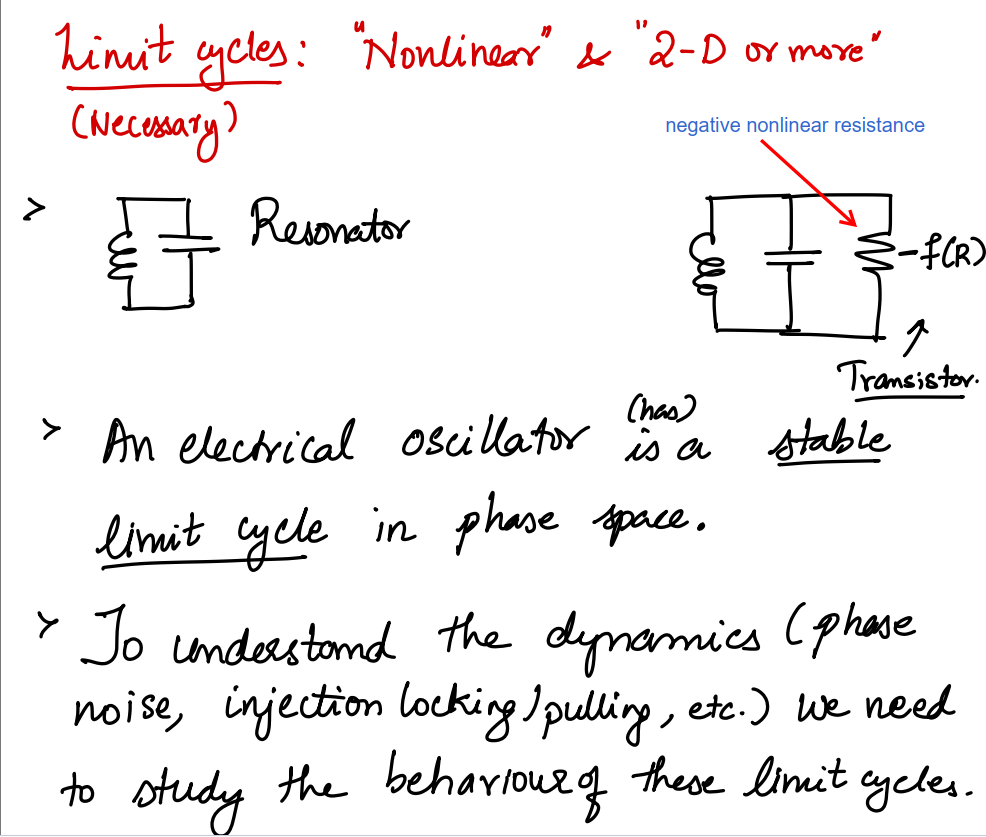 Limit cycles: "Nonlinear" & "2-D or more"
(Necessary)
negative nonlinear resistance
> Resonator
-f(R)
Transistor.
> An electrical oscillator is a stable
(has)
limit cycle in phase space.
> To understand the dynamics (phase
noise, injection locking/pulling, etc.) we need
to study the behaviour of these limit cycles.